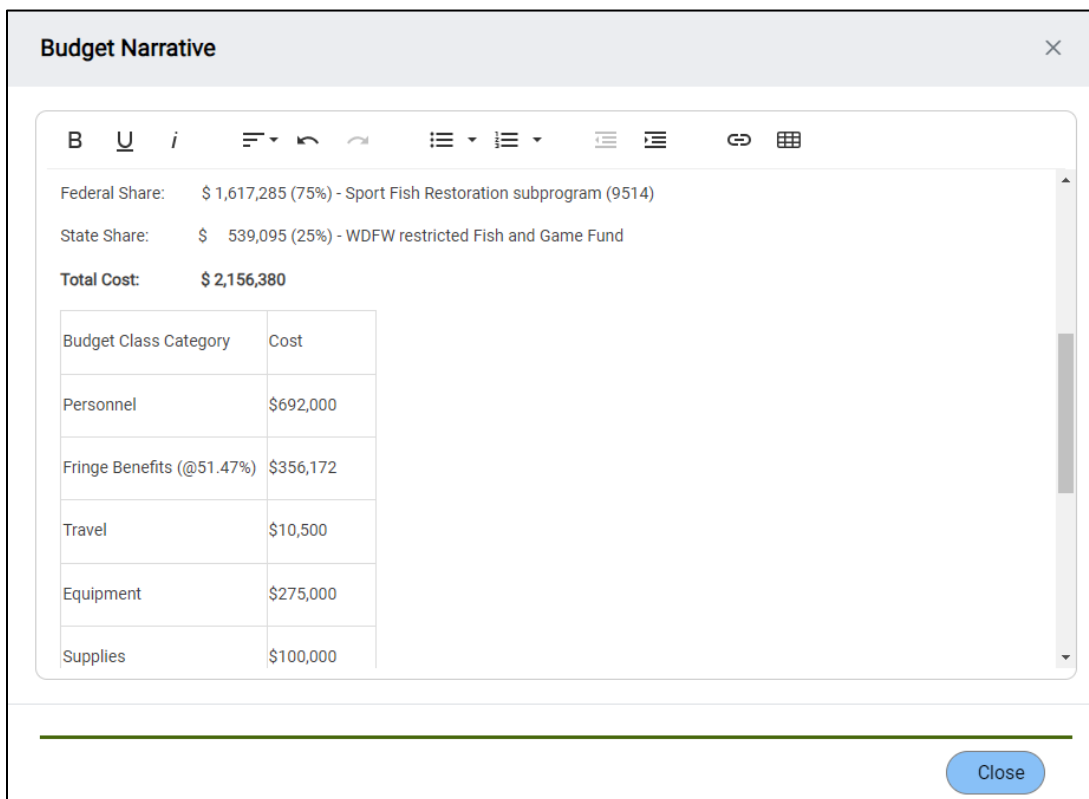 Budget Narrative
B U i
Federal Share: $ 1,617,285 (75%) - Sport Fish Restoration subprogram (9514)
State Share: $ 539,095 (25%) - WDFW restricted Fish and Game Fund
Total Cost: $ 2,156,380
Budget Class Category Cost
Personnel $692,000
Fringe Benefits (@51.47%) $356,172
Travel $10,500
Equipment $275,000
Supplies $100,000
Close